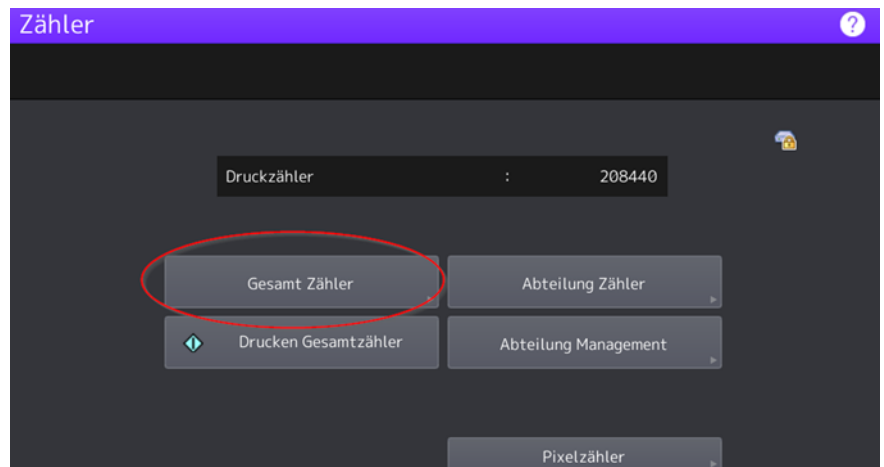 Zähler ?
Druckzähler : 208440
Gesamt Zähler Abteilung Zähler
Drucken Gesamtzähler Abteilung Management
Pixelzähler